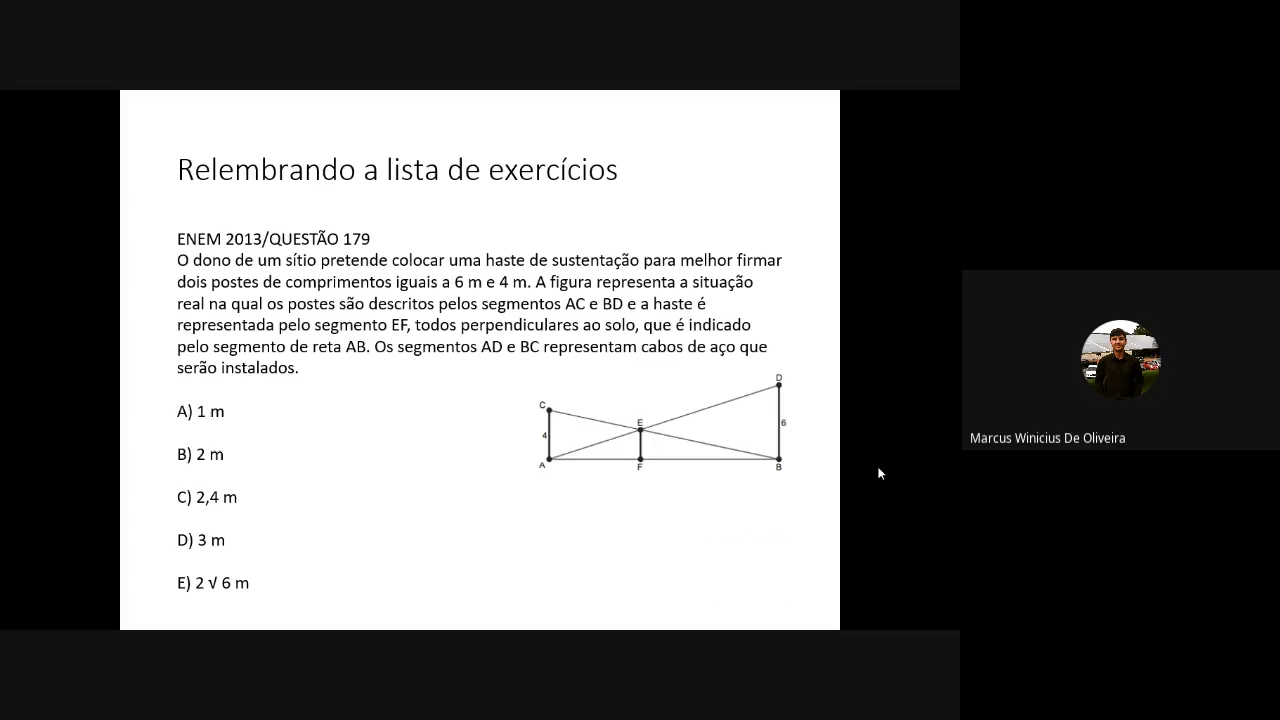 Relembrando a lista de exercícios
ENEM 2013/QUESTÃO 179
O dono de um sítio pretende colocar uma haste de sustentação para melhor firmar
dois postes de comprimentos iguais a 6 m e 4 m. A figura representa a situação
real na qual os postes são descritos pelos segmentos AC e BD e a haste é
representada pelo segmento EF, todos perpendiculares ao solo, que é indicado
pelo segmento de reta AB. Os segmentos AD e BC representam cabos de aço que
serão instalados.
A) 1 m
B) 2 m
C) 2,4 m
D) 3 m
E) 2 √ 6 m
D
C
E
6
4
A
F
B
Marcus Winicius De Oliveira